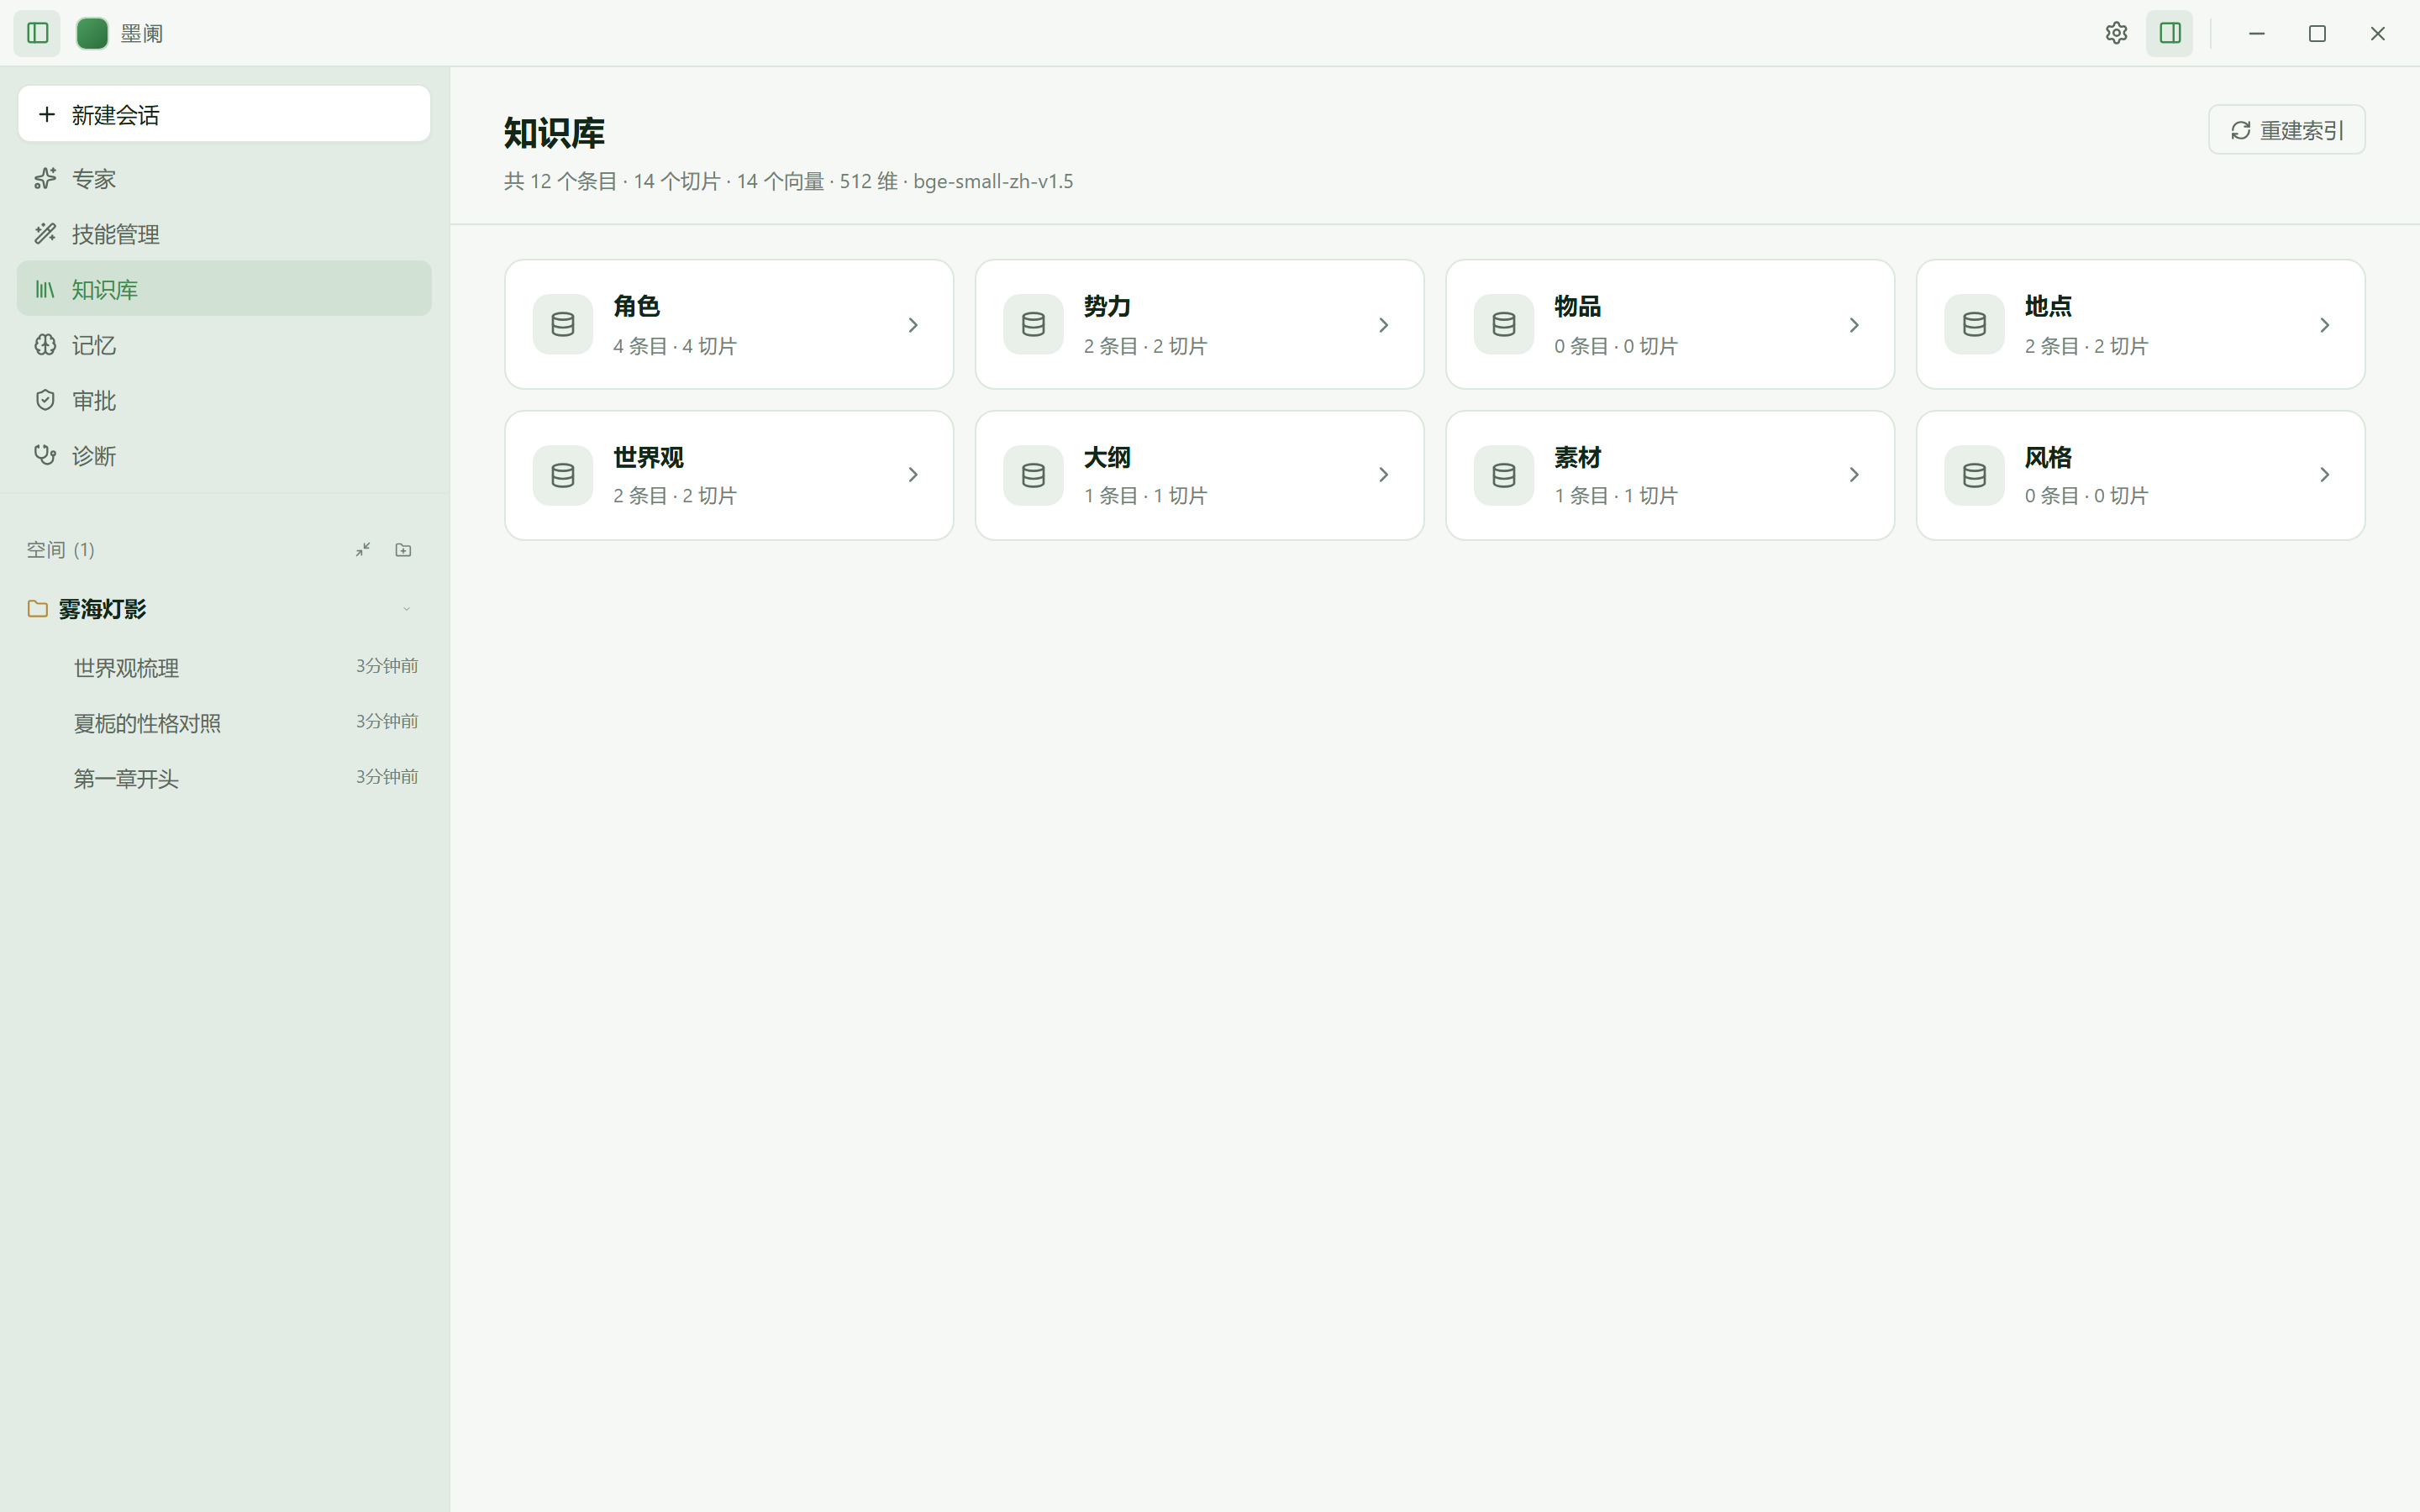 墨阑
新建会话
专家
技能管理
知识库
记忆
审批
诊断
空间 (1)
雾海灯影
世界观梳理 3分钟前
夏栀的性格对照 3分钟前
第一章开头 3分钟前
知识库
重建索引
共 12 个条目 · 14 个切片 · 14 个向量 · 512 维 · bge-small-zh-v1.5
角色
4 条目 · 4 切片
势力
2 条目 · 2 切片
物品
0 条目 · 0 切片
地点
2 条目 · 2 切片
世界观
2 条目 · 2 切片
大纲
1 条目 · 1 切片
素材
1 条目 · 1 切片
风格
0 条目 · 0 切片